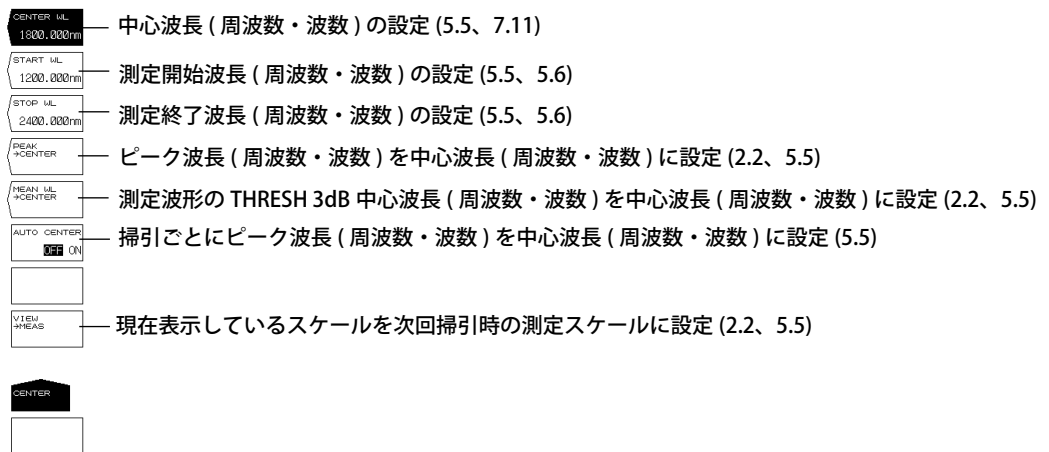 CENTER WL
1800.000nm
中心波長 ( 周波数・波数 ) の設定 (5.5、7.11)
START WL
1200.000nm
測定開始波長 ( 周波数・波数 ) の設定 (5.5、5.6)
STOP WL
2400.000nm
測定終了波長 ( 周波数・波数 ) の設定 (5.5、5.6)
PEAK
→CENTER
ピーク波長 ( 周波数・波数 ) を中心波長 ( 周波数・波数 ) に設定 (2.2、5.5)
MEAN WL
→CENTER
測定波形の THRESH 3dB 中心波長 ( 周波数・波数 ) を中心波長 ( 周波数・波数 ) に設定 (2.2、5.5)
AUTO CENTER
OFF ON
掃引ごとにピーク波長 ( 周波数・波数 ) を中心波長 ( 周波数・波数 ) に設定 (5.5)
VIEW
→MEAS
現在表示しているスケールを次回掃引時の測定スケールに設定 (2.2、5.5)
CENTER